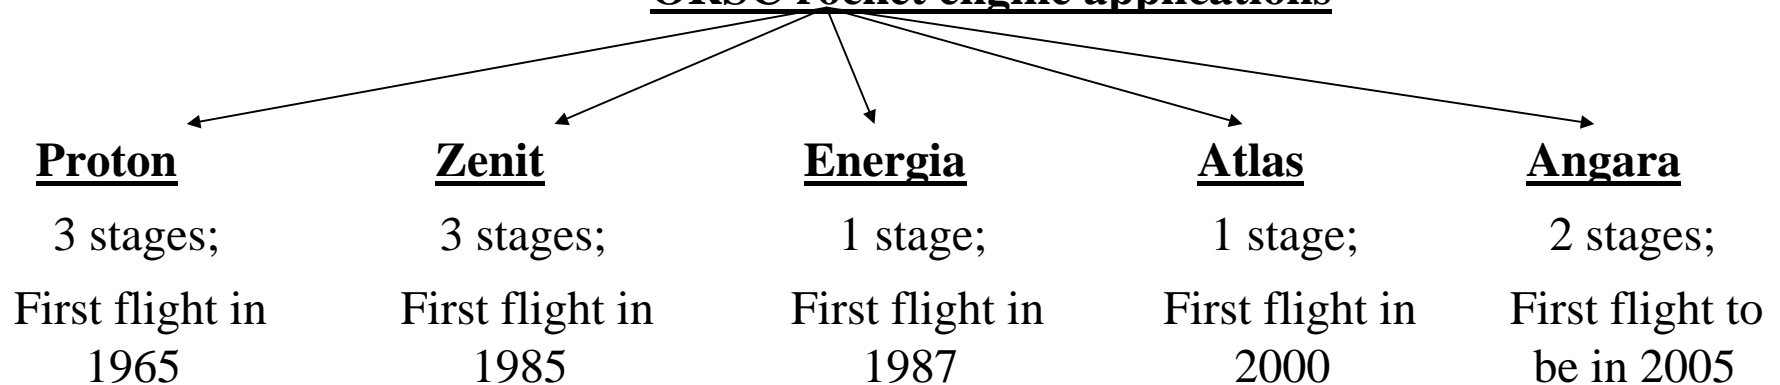 ORSC rocket engine applications
Proton Zenit Energia Atlas Angara
3 stages; 3 stages; 1 stage; 1 stage; 2 stages;
First flight in First flight in First flight in First flight in First flight to
1965 1985 1987 2000 be in 2005